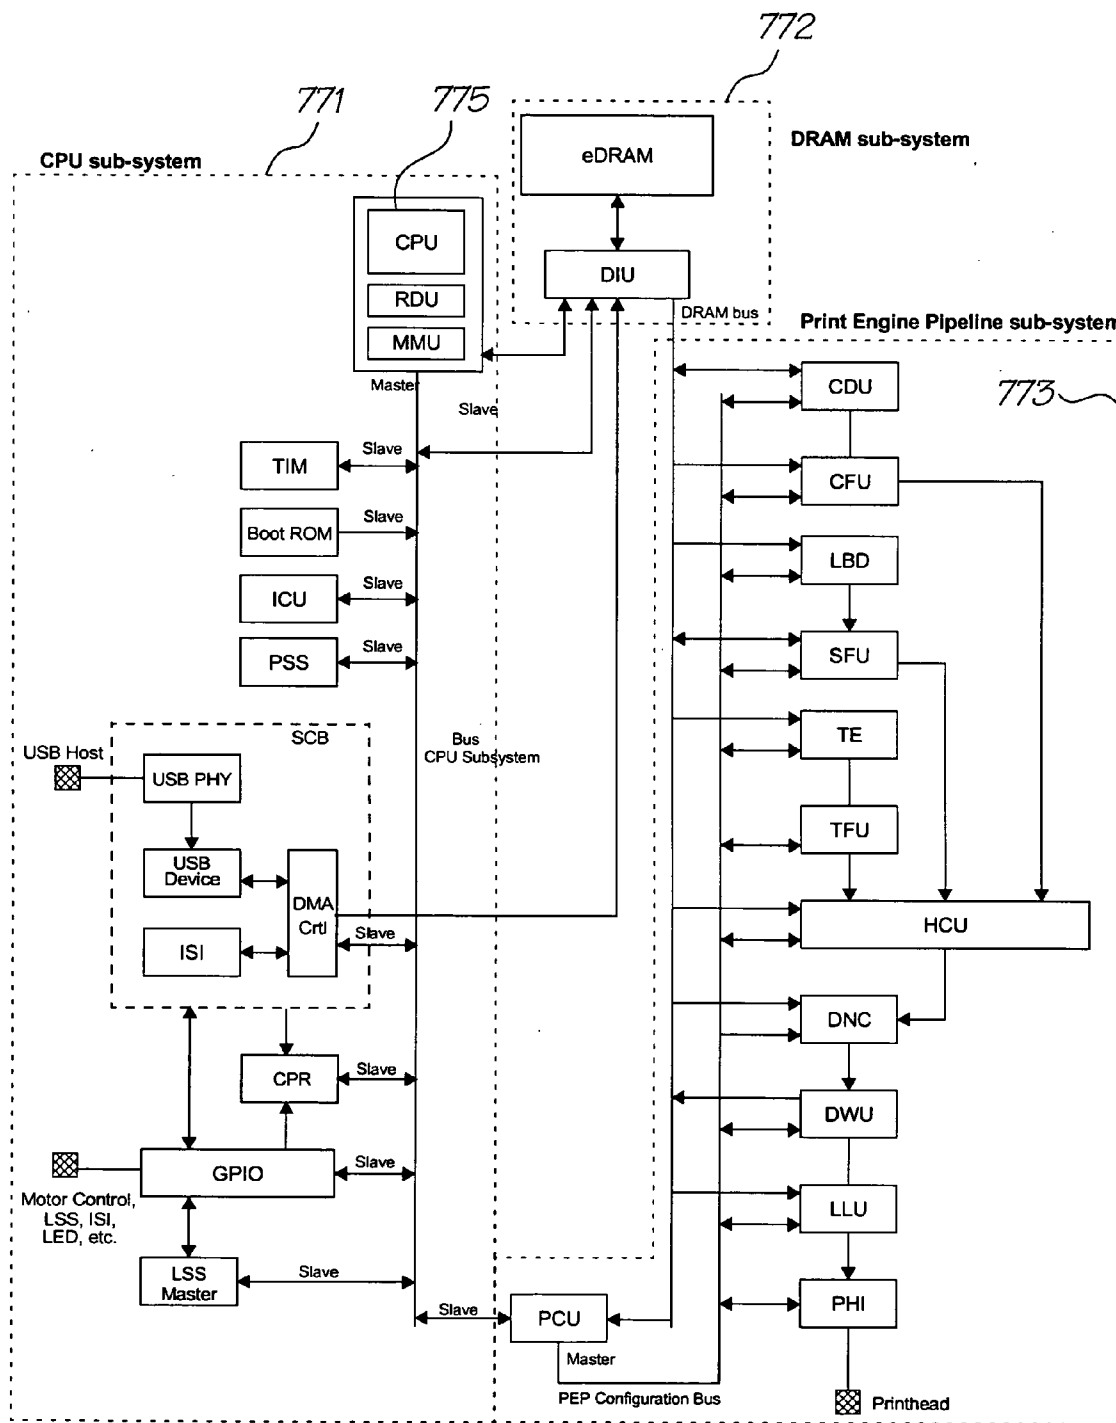 772
771
775
DRAM sub-system
CPU sub-system
eDRAM
CPU
DIU
RDU
DRAM bus
Print Engine Pipeline sub-system
MMU
Master
CDU
773
Slave
TIM
Slave
CFU
Boot ROM
Slave
LBD
ICU
Slave
PSS
Slave
SFU
SCB
Bus
CPU Subsystem
TE
USB Host
USB PHY
TFU
USB
Device
DMA
Crtl
HCU
ISI
Slave
DNC
CPR
Slave
DWU
GPIO
Slave
Motor Control,
LSS, ISI,
LED, etc.
LLU
LSS
Master
Slave
PHI
Slave
PCU
Master
PEP Configuration Bus
Printhead